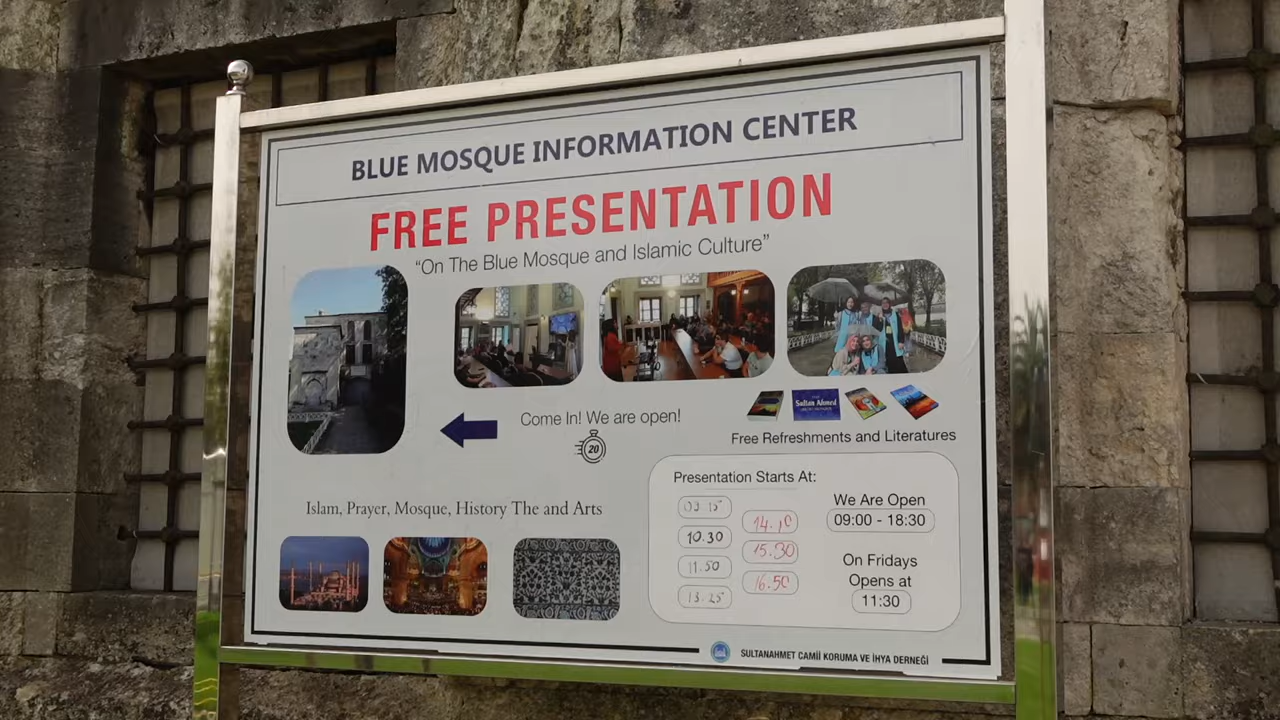 BLUE MOSQUE INFORMATION CENTER
FREE PRESENTATION
“On The Blue Mosque and Islamic Culture”
Come In! We are open!
20
Sultan Ahmed
Free Refreshments and Literatures
Islam, Prayer, Mosque, History The and Arts
Presentation Starts At:
10.30
11.50
13.25
14.10
15.30
16.50
We Are Open
09:00 - 18:30
On Fridays
Opens at
11:30
SULTANAHMET CAMİİ KORUMA VE İHYA DERNEĞİ